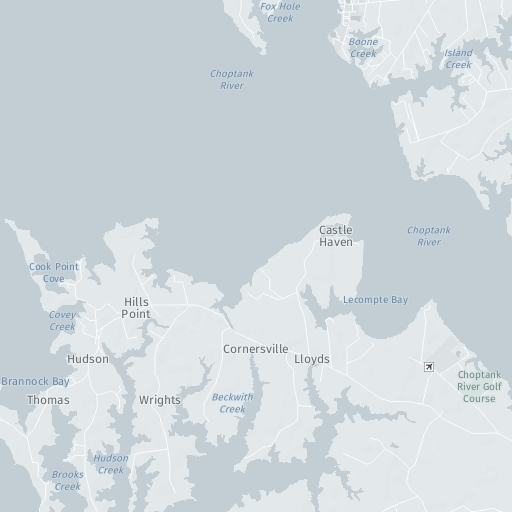 Fox Hole
Creek
Boone
Creek
Island
Creek
Choptank
River
Castle
Haven
Choptank
River
Cook Point
Cove
Lecompte Bay
Hills
Point
Covey
Creek
Cornersville
Hudson
Lloyds
Brannock Bay
Choptank
River Golf
Course
Thomas
Wrights
Beckwith
Creek
Hudson
Creek
Brooks
Creek